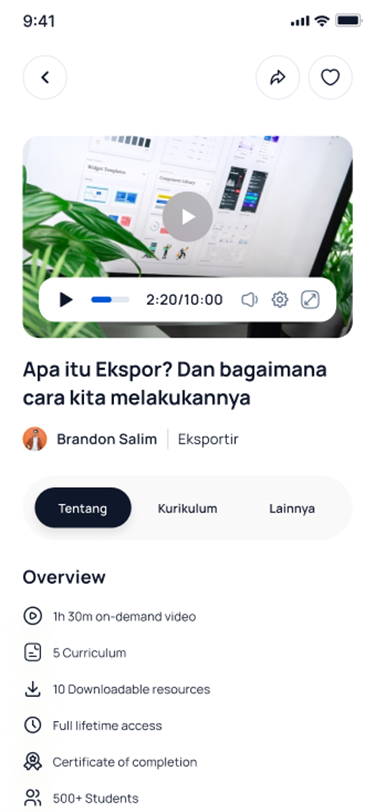 9:41
Widget Templates
Component Library
2:20/10:00
Apa itu Ekspor? Dan bagaimana
cara kita melakukannya
Brandon Salim | Eksportir
Tentang Kurikulum Lainnya
Overview
1h 30m on-demand video
5 Curriculum
10 Downloadable resources
Full lifetime access
Certificate of completion
500+ Students